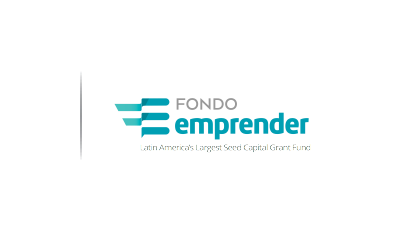 FONDO
emprender
Latin America's Largest Seed Capital Grant Fund